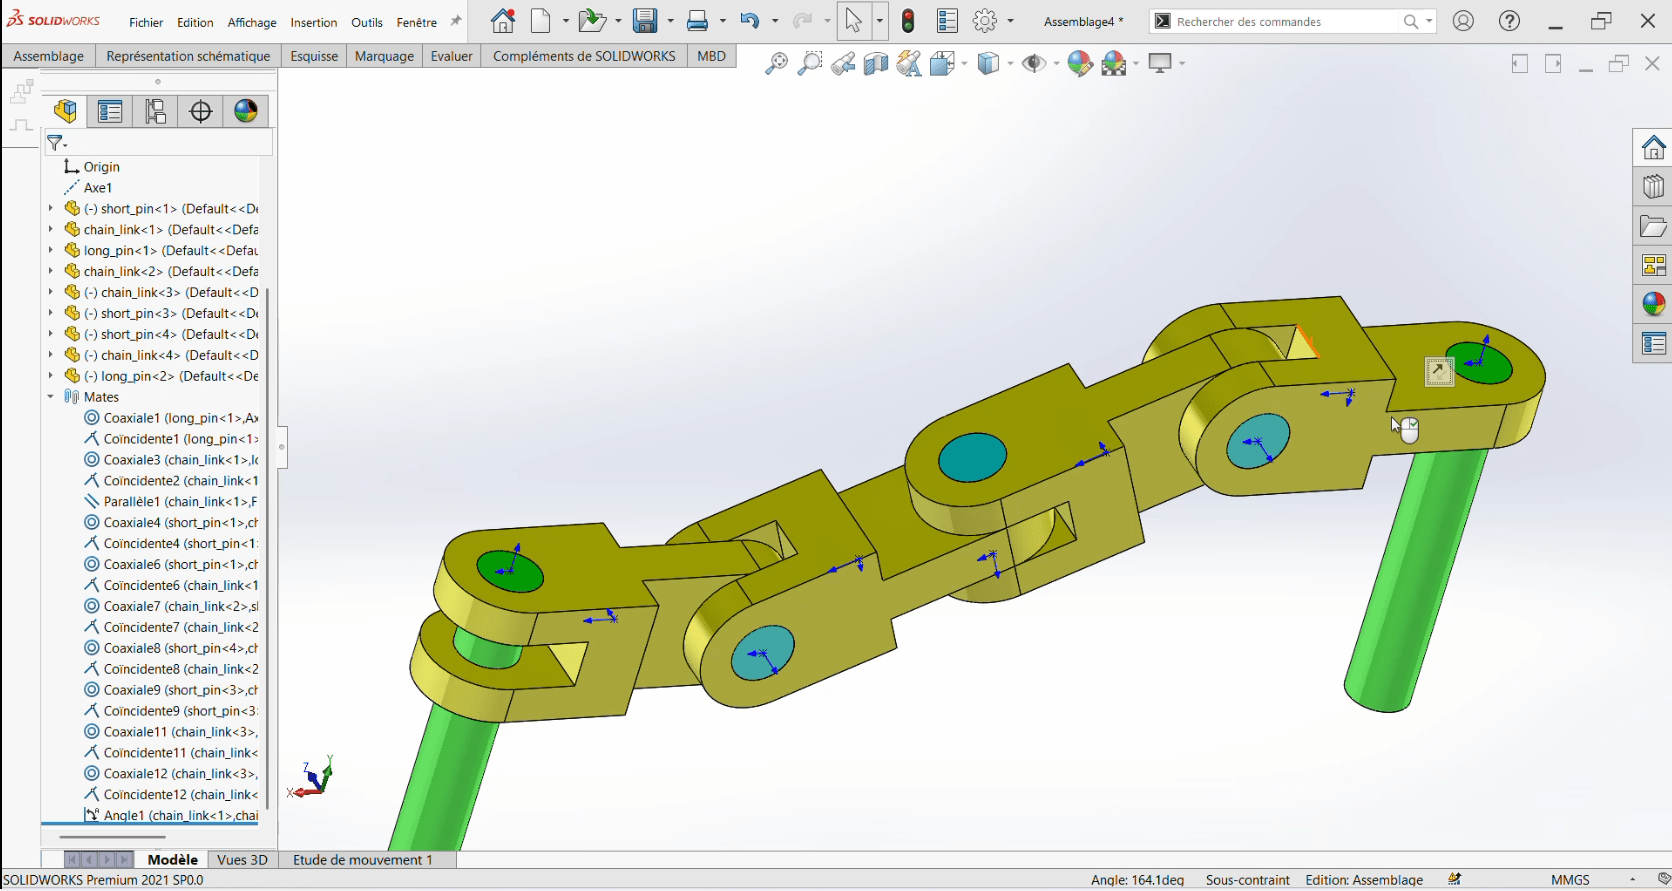 SOLIDWORKS
Fichier Edition Affichage Insertion Outils Fenêtre
Assemblage4 *
Rechercher des commandes
Assemblage Représentation schématique Esquisse Marquage Evaluer Compléments de SOLIDWORKS MBD
Origin
Axe1
(-) short_pin<1> (Default<<De
chain_link<1> (Default<<Defa
long_pin<1> (Default<<Defau
chain_link<2> (Default<<Defa
(-) chain_link<3> (Default<<D
(-) short_pin<3> (Default<<De
(-) short_pin<4> (Default<<De
(-) chain_link<4> (Default<<D
(-) long_pin<2> (Default<<De
Mates
Coaxiale1 (long_pin<1>,Ax
Coïncidente1 (long_pin<1>
Coaxiale3 (chain_link<1>,lo
Coïncidente2 (chain_link<1
Parallèle1 (chain_link<1>,F
Coaxiale4 (short_pin<1>,ch
Coïncidente4 (short_pin<1>
Coaxiale6 (short_pin<1>,ch
Coïncidente6 (chain_link<1
Coaxiale7 (chain_link<2>,sl
Coïncidente7 (chain_link<2
Coaxiale8 (short_pin<4>,ch
Coïncidente8 (chain_link<2
Coaxiale9 (short_pin<3>,ch
Coïncidente9 (short_pin<3>
Coaxiale11 (chain_link<3>,
Coïncidente11 (chain_link<
Coaxiale12 (chain_link<3>,
Coïncidente12 (chain_link<
Angle1 (chain_link<1>,chai
Z Y
X
Modèle Vues 3D Etude de mouvement 1
SOLIDWORKS Premium 2021 SP0.0
Angle: 164.1deg Sous-contraint Edition: Assemblage MMGS